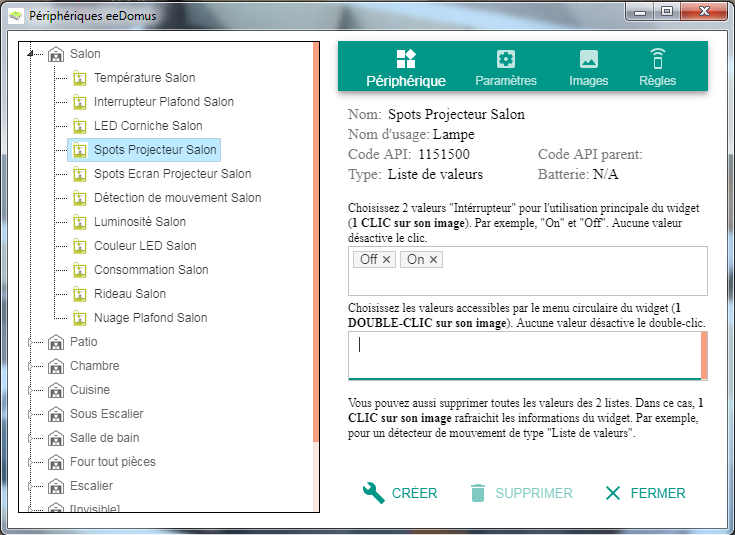 Périphériques eeDomus
Salon
Température Salon
Interrupteur Plafond Salon
LED Corniche Salon
Spots Projecteur Salon
Spots Ecran Projecteur Salon
Détection de mouvement Salon
Luminosité Salon
Couleur LED Salon
Consommation Salon
Rideau Salon
Nuage Plafond Salon
Patio
Chambre
Cuisine
Sous Escalier
Salle de bain
Four tout pièces
Escalier
[Invisible]
Périphérique Paramètres Images Règles
Nom: Spots Projecteur Salon
Nom d'usage: Lampe
Code API: 1151500 Code API parent:
Type: Liste de valeurs Batterie: N/A
Choisissez 2 valeurs "Intérrupteur" pour l'utilisation principale du widget
(1 CLIC sur son image). Par exemple, "On" et "Off". Aucune valeur
désactive le clic.
Off × On ×
Choisissez les valeurs accessibles par le menu circulaire du widget (1
DOUBLE-CLIC sur son image). Aucune valeur désactive le double-clic.
Vous pouvez aussi supprimer toutes les valeurs des 2 listes. Dans ce cas, 1
CLIC sur son image rafraichit les informations du widget. Par exemple,
pour un détecteur de mouvement de type "Liste de valeurs".
CRÉER SUPPRIMER FERMER